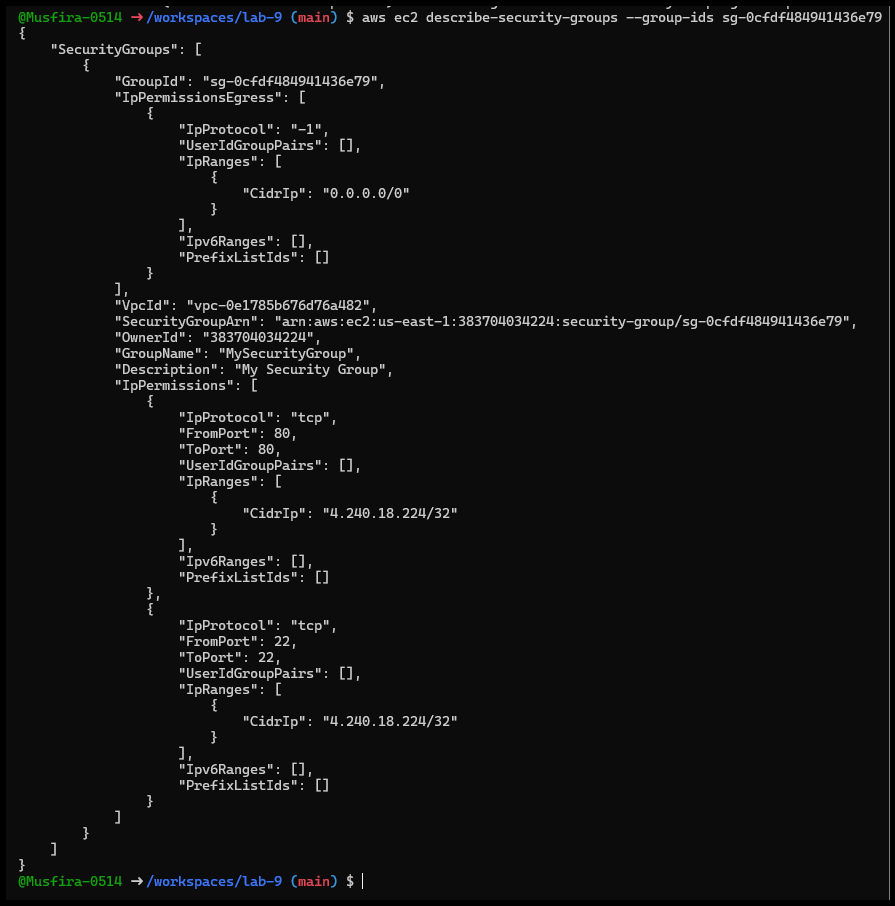 @Musfira-0514 → /workspaces/lab-9 (main) $ aws ec2 describe-security-groups --group-ids sg-0cfdf484941436e79
{
    "SecurityGroups": [
        {
            "GroupId": "sg-0cfdf484941436e79",
            "IpPermissionsEgress": [
                {
                    "IpProtocol": "-1",
                    "UserIdGroupPairs": [],
                    "IpRanges": [
                        {
                            "CidrIp": "0.0.0.0/0"
                        }
                    ],
                    "Ipv6Ranges": [],
                    "PrefixListIds": []
                }
            ],
            "VpcId": "vpc-0e1785b676d76a482",
            "SecurityGroupArn": "arn:aws:ec2:us-east-1:383704034224:security-group/sg-0cfdf484941436e79",
            "OwnerId": "383704034224",
            "GroupName": "MySecurityGroup",
            "Description": "My Security Group",
            "IpPermissions": [
                {
                    "IpProtocol": "tcp",
                    "FromPort": 80,
                    "ToPort": 80,
                    "UserIdGroupPairs": [],
                    "IpRanges": [
                        {
                            "CidrIp": "4.240.18.224/32"
                        }
                    ],
                    "Ipv6Ranges": [],
                    "PrefixListIds": []
                },
                {
                    "IpProtocol": "tcp",
                    "FromPort": 22,
                    "ToPort": 22,
                    "UserIdGroupPairs": [],
                    "IpRanges": [
                        {
                            "CidrIp": "4.240.18.224/32"
                        }
                    ],
                    "Ipv6Ranges": [],
                    "PrefixListIds": []
                }
            ]
        }
    ]
}
@Musfira-0514 → /workspaces/lab-9 (main) $